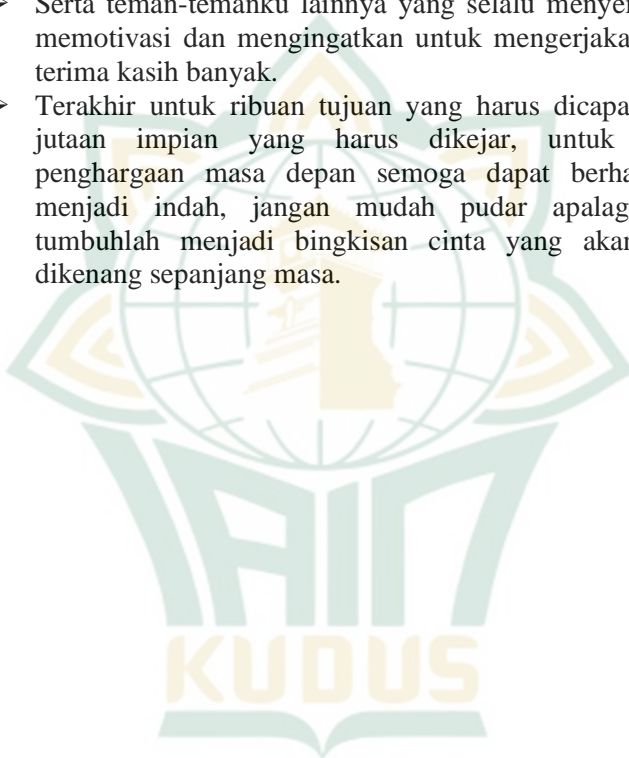 ➢ Serta teman-temanku lainnya yang selalu menye
memotivasi dan mengingatkan untuk mengerjaka
terima kasih banyak.
➢ Terakhir untuk ribuan tujuan yang harus dicapa
jutaan impian yang harus dikejar, untuk
penghargaan masa depan semoga dapat berha
menjadi indah, jangan mudah pudar apalag
tumbuhlah menjadi bingkisan cinta yang akan
dikenang sepanjang masa.
IAIN
KUDUS